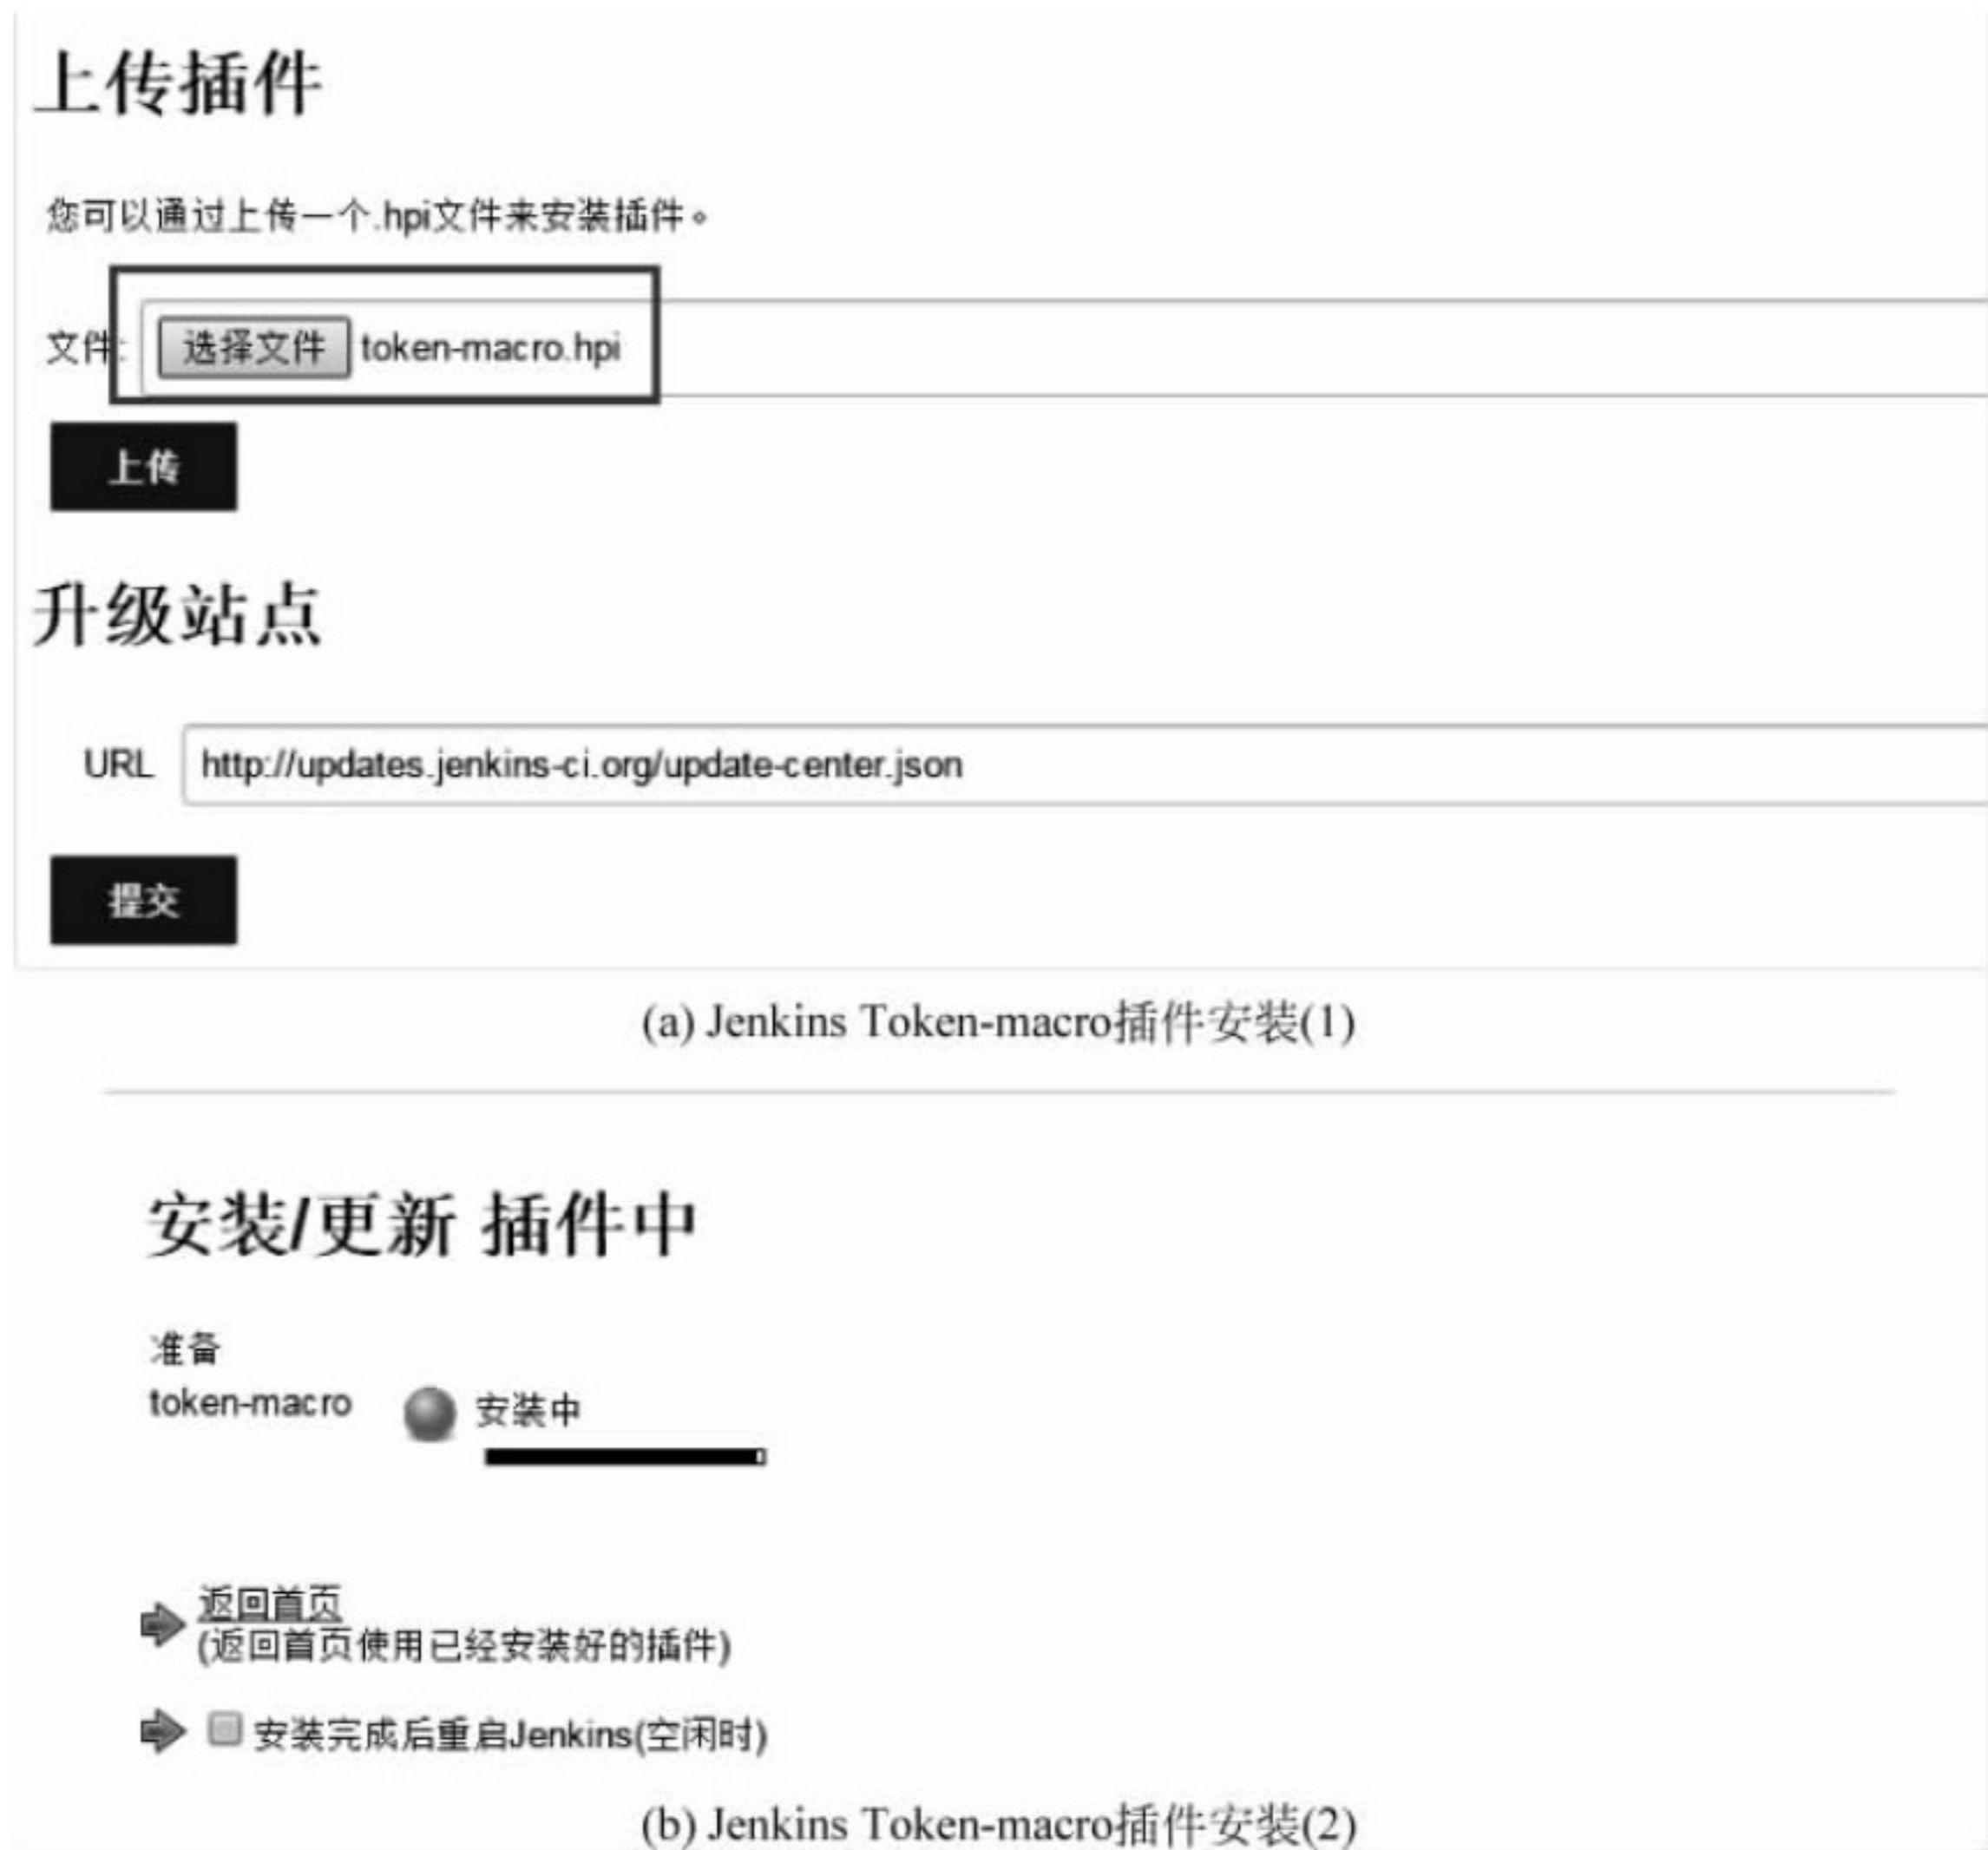 上传插件
您可以通过上传一个.hpi文件来安装插件。
文件: 选择文件 token-macro.hpi
上传
升级站点
URL http://updates.jenkins-ci.org/update-center.json
提交
(a) Jenkins Token-macro插件安装(1)
安装/更新 插件中
准备
token-macro 安装中
返回首页
(返回首页使用已经安装好的插件)
安装完成后重启Jenkins(空闲时)
(b) Jenkins Token-macro插件安装(2)